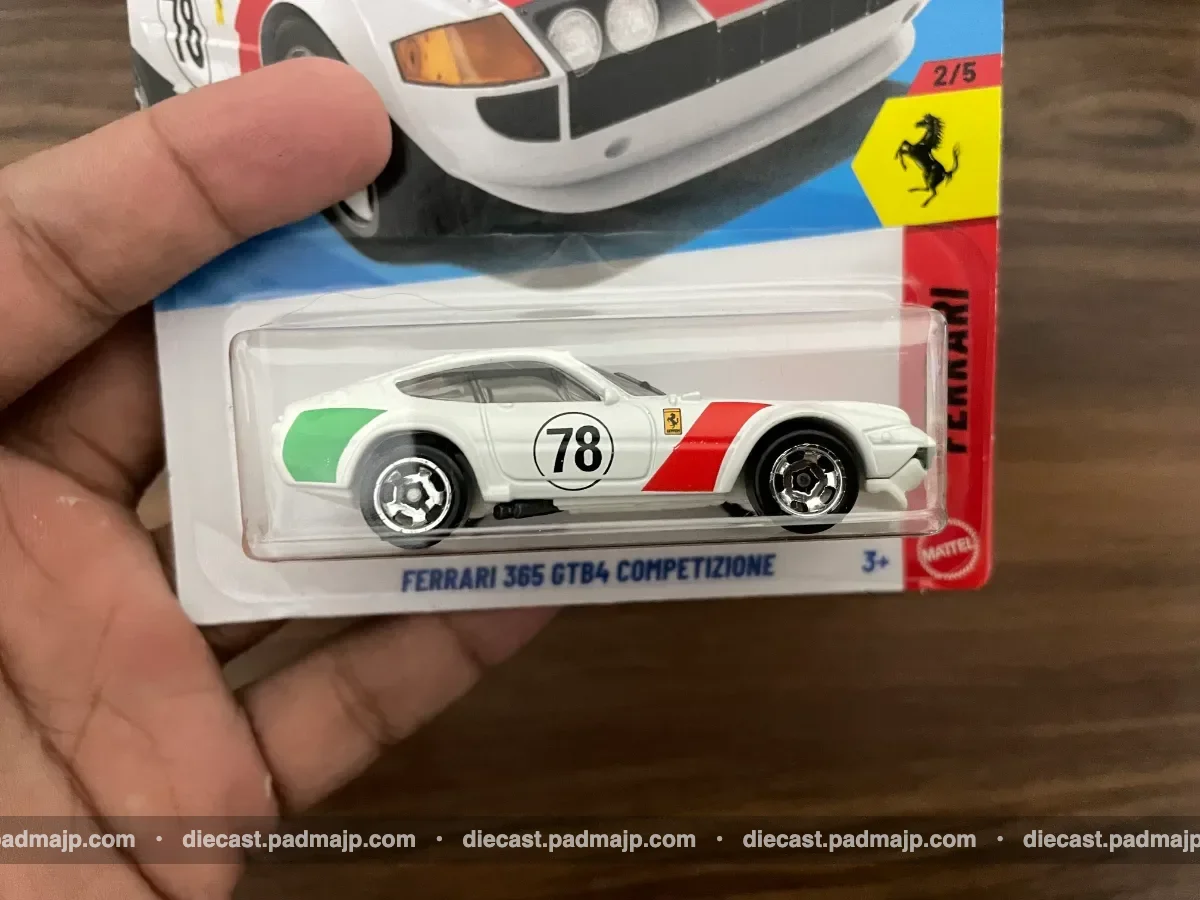 78
2/5
FERRARI
78
FERRARI 365 GTB4 COMPETIZIONE
3+
MATTEL
admajp.com • diecast.padmajp.com • diecast.padmajp.com • diecast.padmajp.com • diecast.padmajp